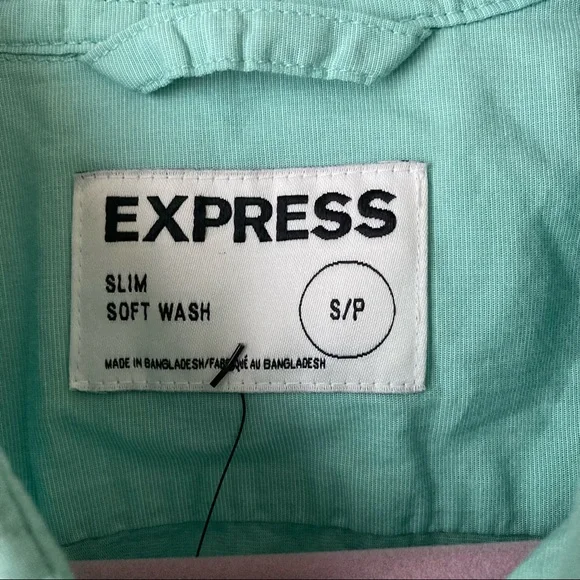 EXPRESS
SLIM
SOFT WASH
S/P
MADE IN BANGLADESH/FABRIQUÉ AU BANGLADESH